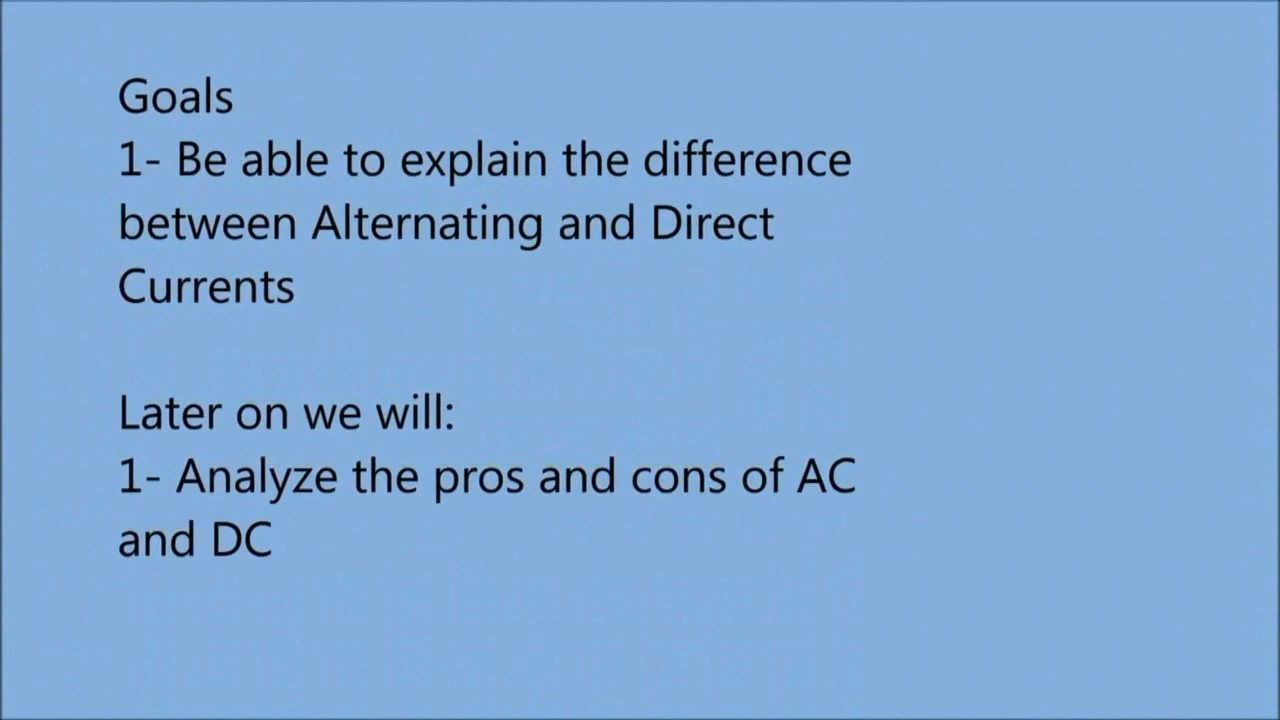 Goals
1- Be able to explain the difference
between Alternating and Direct
Currents
Later on we will:
1- Analyze the pros and cons of AC
and DC